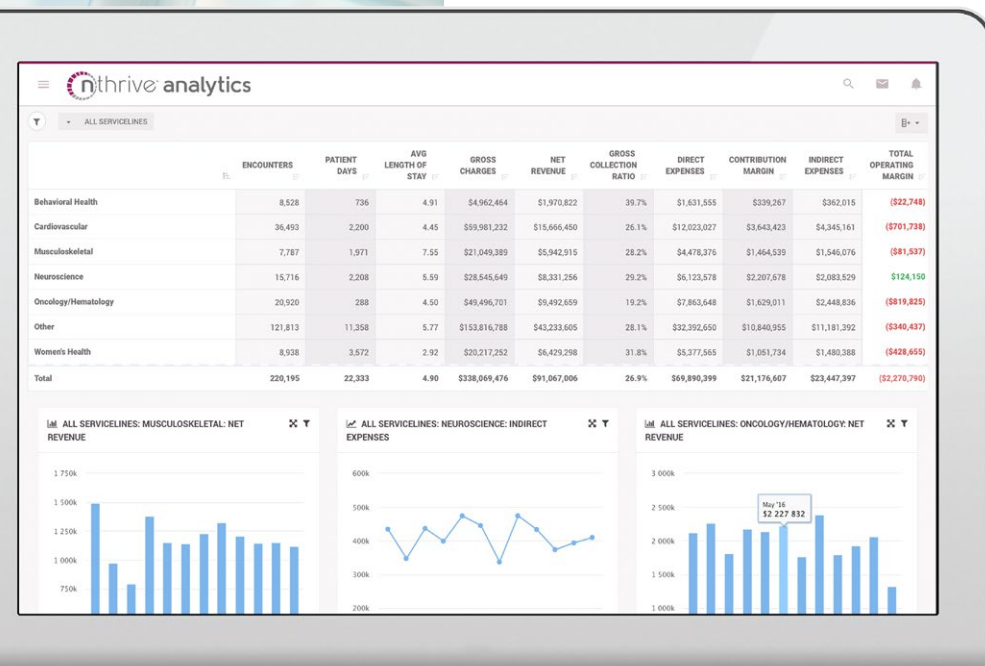 nthrive analytics
ALL SERVICELINES
ENCOUNTERS PATIENT DAYS AVG LENGTH OF STAY GROSS CHARGES NET REVENUE GROSS COLLECTION RATIO DIRECT EXPENSES CONTRIBUTION MARGIN INDIRECT EXPENSES TOTAL OPERATING MARGIN
Behavioral Health 8,528 736 4.91 $4,962,464 $1,970,822 39.7% $1,631,555 $339,267 $362,015 ($22,748)
Cardiovascular 36,493 2,200 4.45 $59,981,232 $15,666,450 26.1% $12,023,027 $3,643,423 $4,345,161 ($701,738)
Musculoskeletal 7,787 1,971 7.55 $21,049,389 $5,942,915 28.2% $4,478,376 $1,464,539 $1,546,076 ($81,537)
Neuroscience 15,716 2,208 5.59 $28,545,649 $8,331,256 29.2% $6,123,578 $2,207,678 $2,083,529 $124,150
Oncology/Hematology 20,920 288 4.50 $49,496,701 $9,492,659 19.2% $7,863,648 $1,629,011 $2,448,836 ($819,825)
Other 121,813 11,358 5.77 $153,816,788 $43,233,605 28.1% $32,392,650 $10,840,955 $11,181,392 ($340,437)
Women's Health 8,938 3,572 2.92 $20,217,252 $6,429,298 31.8% $5,377,565 $1,051,734 $1,480,388 ($428,655)
Total 220,195 22,333 4.90 $338,069,476 $91,067,006 26.9% $69,890,399 $21,176,607 $23,447,397 ($2,270,790)
ALL SERVICELINES: MUSCULOSKELETAL: NET
REVENUE
1 750k
1 500k
1 250k
1 000k
750k
ALL SERVICELINES: NEUROSCIENCE: INDIRECT
EXPENSES
600k
500k
400k
300k
200k
ALL SERVICELINES: ONCOLOGY/HEMATOLOGY: NET
REVENUE
3 000k
2 500k
2 000k
1 500k
1 000k
May '16
$2 227 832